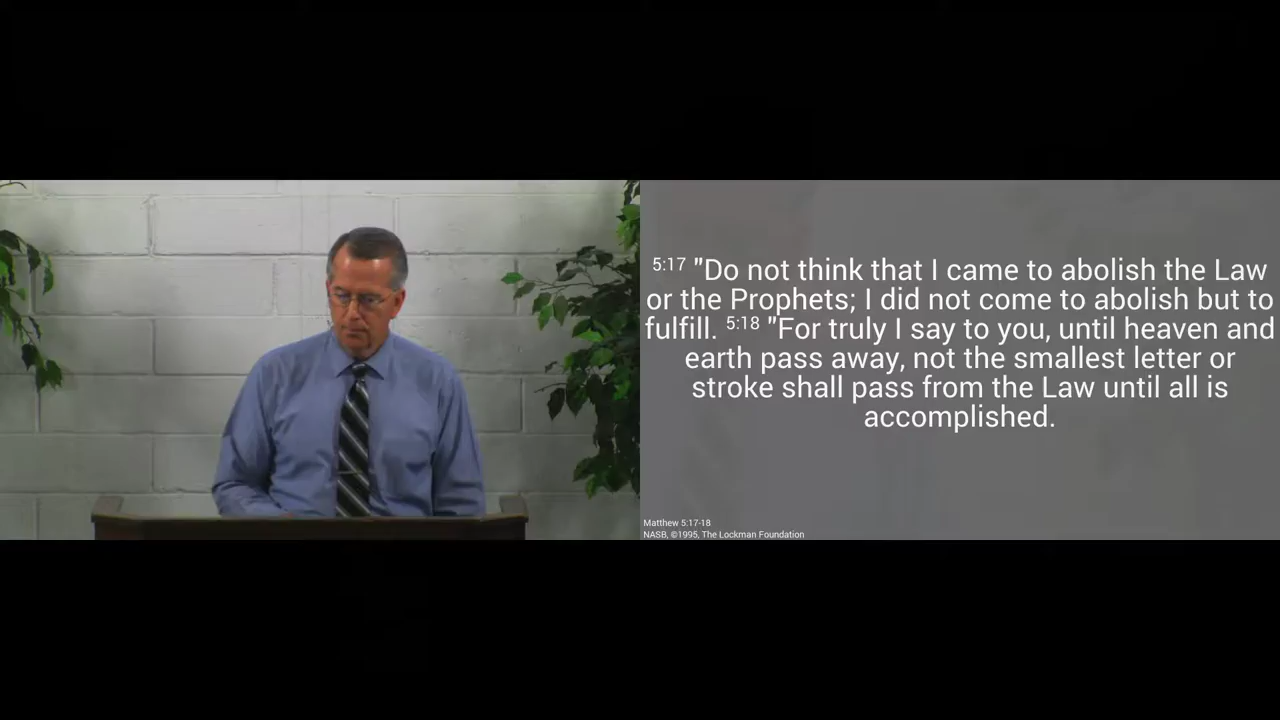 5:17 "Do not think that I came to abolish the Law
or the Prophets; I did not come to abolish but to
fulfill. 5:18 "For truly I say to you, until heaven and
earth pass away, not the smallest letter or
stroke shall pass from the Law until all is
accomplished.
Matthew 5:17-18
NASB, ©1995, The Lockman Foundation